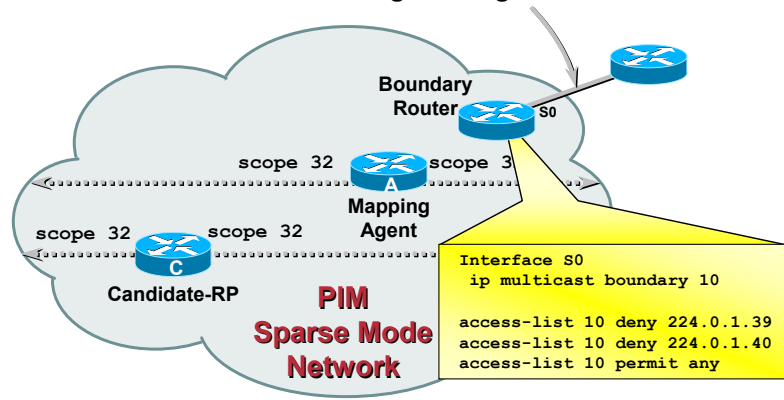 Boundary
Router
S0
scope 32
scope 3
A
Mapping
Agent
scope 32
scope 32
C
Candidate-RP
PIM
Sparse Mode
Network
Interface S0
ip multicast boundary 10
access-list 10 deny 224.0.1.39
access-list 10 deny 224.0.1.40
access-list 10 permit any